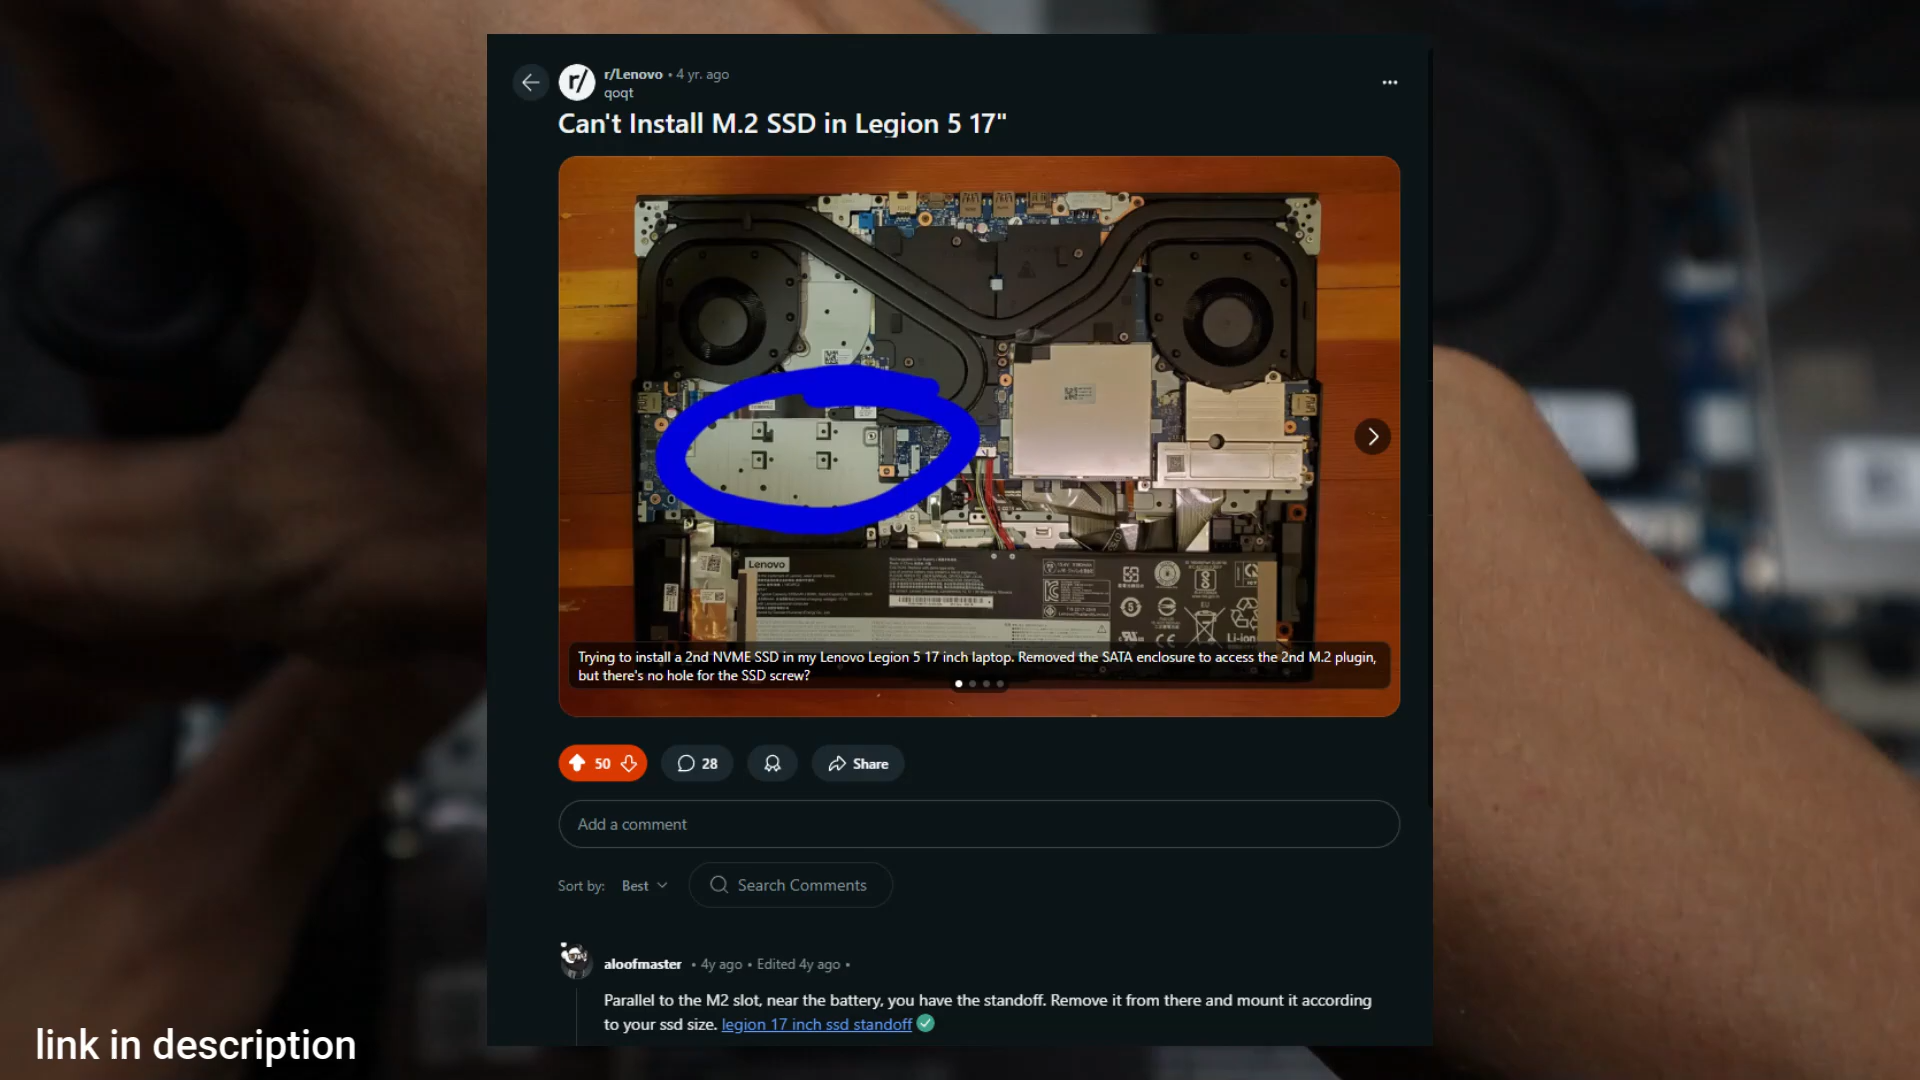 r/Lenovo • 4 yr. ago
qoqt
Can't Install M.2 SSD in Legion 5 17"
Lenovo
Li-ion
Trying to install a 2nd NVME SSD in my Lenovo Legion 5 17 inch laptop. Removed the SATA enclosure to access the 2nd M.2 plugin,
but there's no hole for the SSD screw?
50
28
Share
Add a comment
Sort by: Best
Search Comments
aloofmaster • 4y ago • Edited 4y ago •
Parallel to the M2 slot, near the battery, you have the standoff. Remove it from there and mount it according
to your ssd size. legion 17 inch ssd standoff
link in description